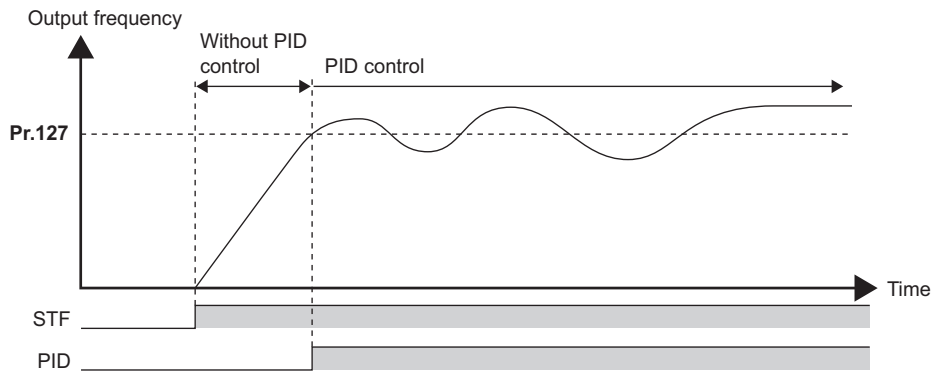 Output frequency
Without PID
control
PID control
Pr.127
Time
STF
PID